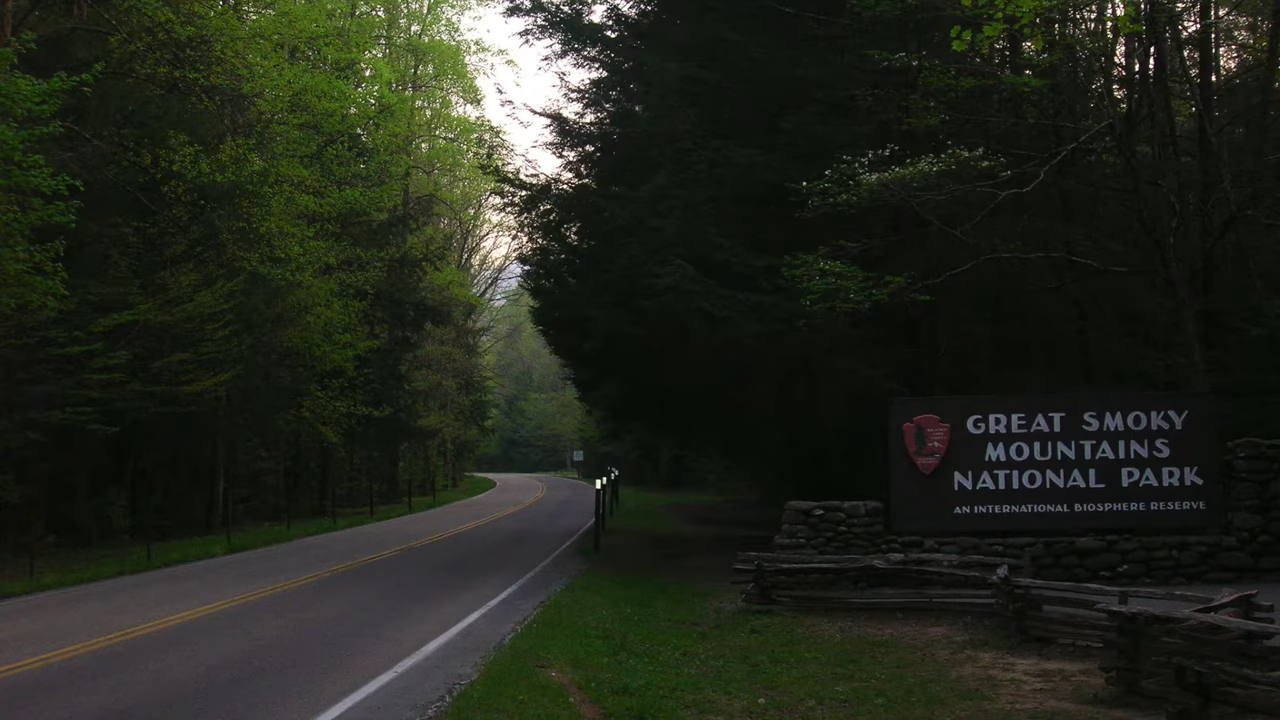 GREAT SMOKY
MOUNTAINS
NATIONAL PARK
AN INTERNATIONAL BIOSPHERE RESERVE